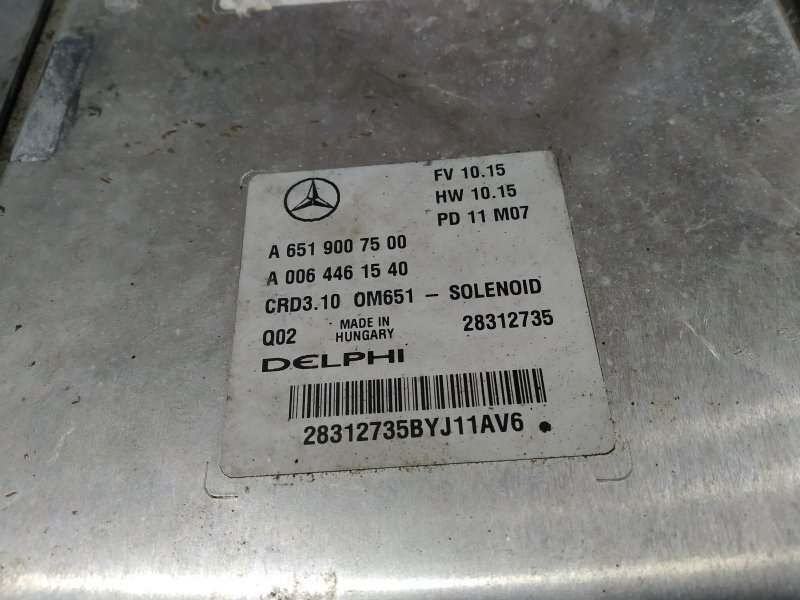 FV 10.15
HW 10.15
PD 11 M07
A 651 900 75 00
A 006 446 15 40
CRD3.10 OM651 - SOLENOID
Q02 MADE IN HUNGARY 28312735
DELPHI
28312735BYJ11AV6